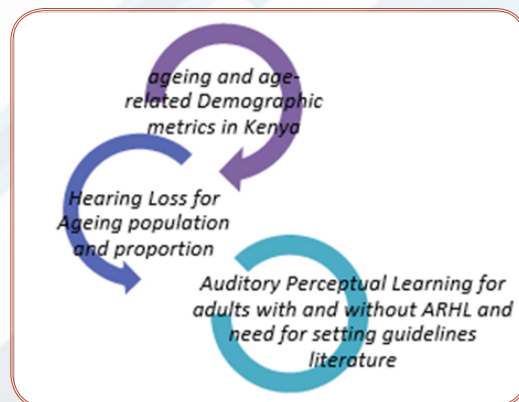 ageing and age-
related Demographic
metrics in Kenya
Hearing Loss for
Ageing population
and proportion
Auditory Perceptual Learning for
adults with and without ARHL and
need for setting guidelines
literature